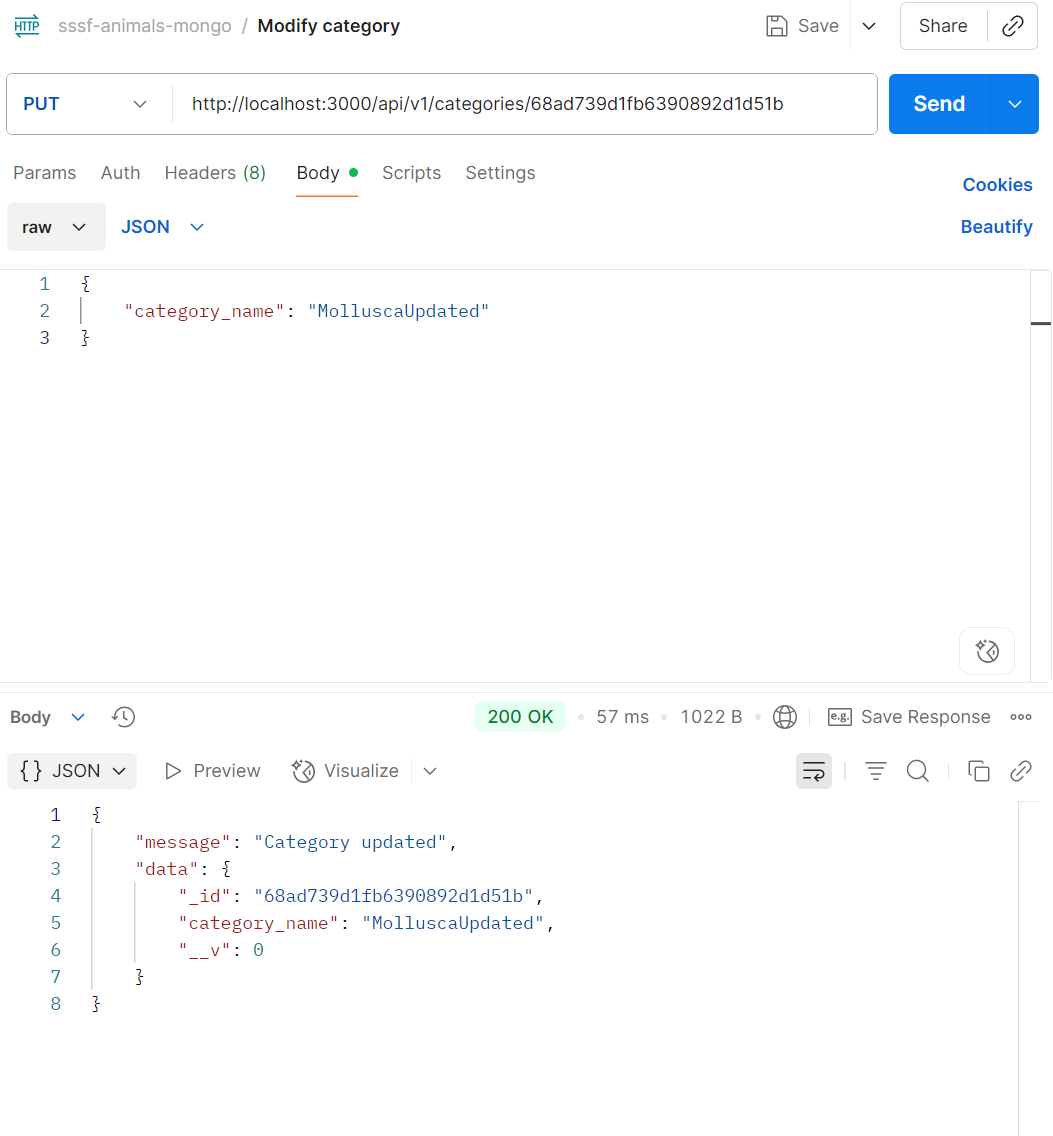 HTTP sssf-animals-mongo / Modify category Save Share
PUT http://localhost:3000/api/v1/categories/68ad739d1fb6390892d1d51b Send
Params Auth Headers (8) Body Scripts Settings Cookies
raw JSON Beautify
1 {
2 "category_name": "MolluscaUpdated"
3 }
Body 200 OK 57 ms 1022 B e.g. Save Response
{} JSON Preview Visualize
1 {
2 "message": "Category updated",
3 "data": {
4 "_id": "68ad739d1fb6390892d1d51b",
5 "category_name": "MolluscaUpdated",
6 "__v": 0
7 }
8 }